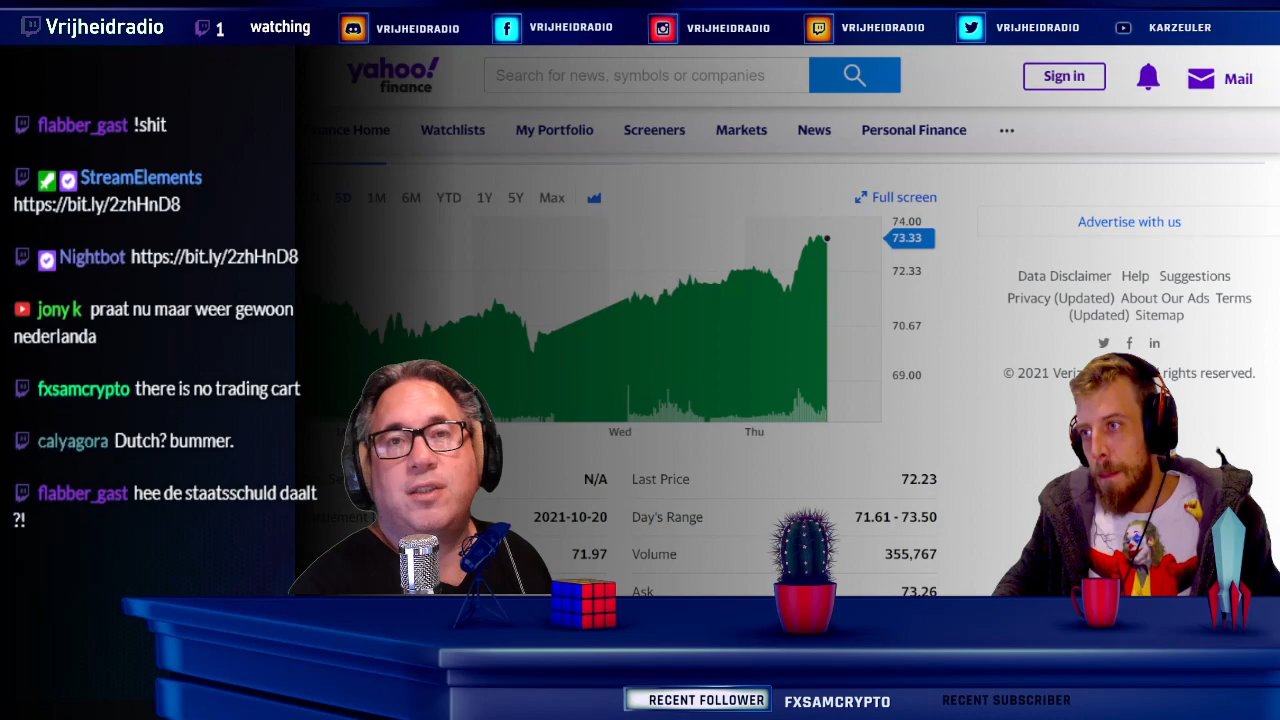 Vrijheidradio
1
watching
VRIJHEIDRADIO
VRIJHEIDRADIO
VRIJHEIDRADIO
VRIJHEIDRADIO
VRIJHEIDRADIO
KARZEULER
yahoo!
finance
Search for news, symbols or companies
Sign in
Mail
Finance Home
Watchlists
My Portfolio
Screeners
Markets
News
Personal Finance
...
flabber_gast !shit
StreamElements
https://bit.ly/2zhHnD8
Nightbot https://bit.ly/2zhHnD8
jony k praat nu maar weer gewoon
nederlanda
fxsamcrypto there is no trading cart
calyagora Dutch? bummer.
flabber_gast hee de staatsschuld daalt
?!
5D 1M 6M YTD 1Y 5Y Max
Full screen
74.00
73.33
72.33
70.67
69.00
Wed
Thu
N/A
2021-10-20
71.97
Last Price 72.23
Day's Range 71.61 - 73.50
Volume 355,767
Ask 73.26
Advertise with us
Data Disclaimer Help Suggestions
Privacy (Updated) About Our Ads Terms
(Updated) Sitemap
© 2021 Veriz rights reserved.
RECENT FOLLOWER
FXSAMCRYPTO
RECENT SUBSCRIBER